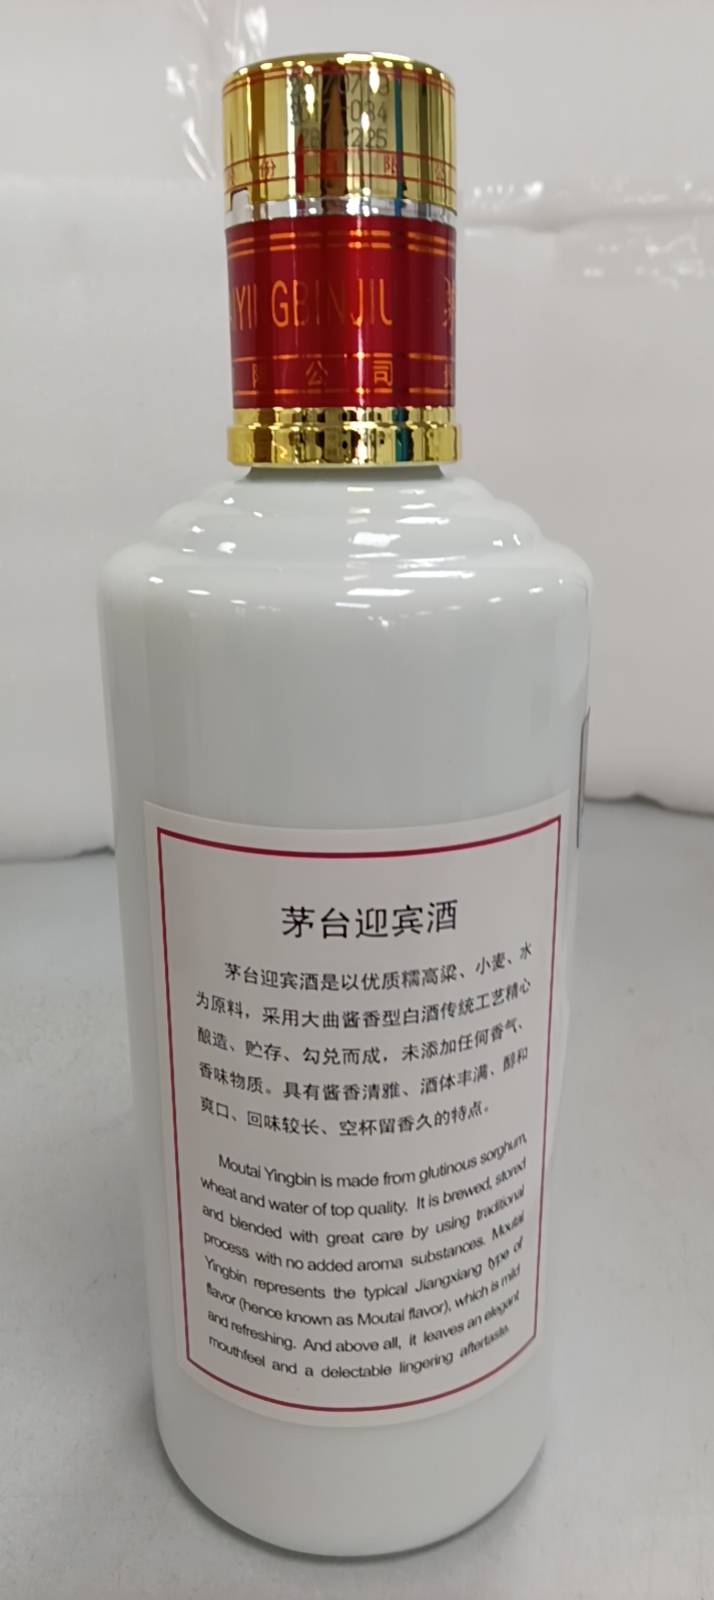 份有限公
GBINJIU
限公司
茅台迎宾酒
茅台迎宾酒是以优质糯高粱、小麦、水
为原料，采用大曲酱香型白酒传统工艺精心
酿造、贮存、勾兑而成，未添加任何香气、
香味物质。具有酱香清雅、酒体丰满、醇和
爽口、回味较长、空杯留香久的特点。
Moutai Yingbin is made from glutinous sorghum,
wheat and water of top quality. It is brewed, stored
and blended with great care by using traditional
process with no added aroma substances. Moutai
Yingbin represents the typical Jiangxiang type of
flavor (hence known as Moutai flavor), which is mild
and refreshing. And above all, it leaves an elegant
mouthfeel and a delectable lingering aftertaste.